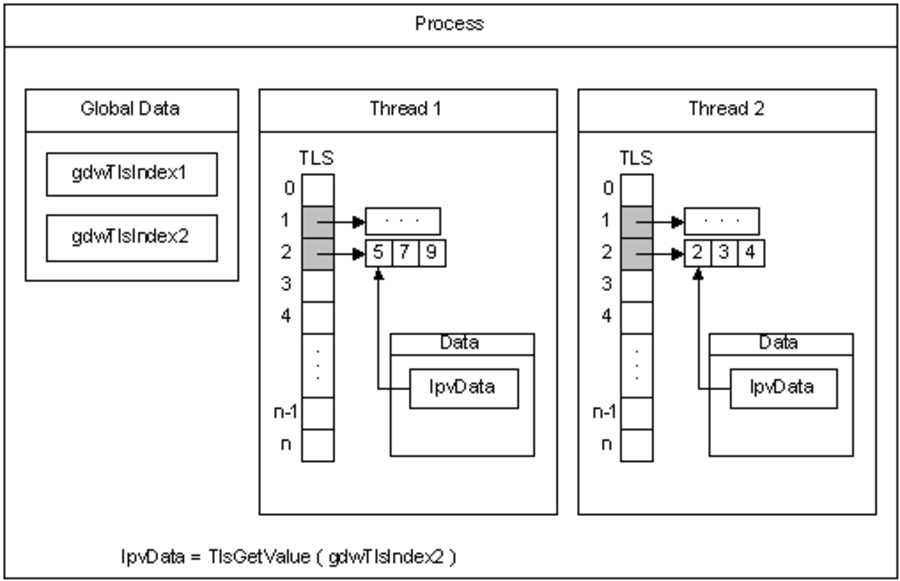 Process
Global Data
gdwTlsIndex1
gdwTlsIndex2
Thread 1
TLS
0
1
. . .
2
5 7 9
3
4
.
.
.
n-1
n
Data
lpvData
Thread 2
TLS
0
1
. . .
2
2 3 4
3
4
.
.
.
n-1
n
Data
lpvData
lpvData = TlsGetValue ( gdwTlsIndex2 )